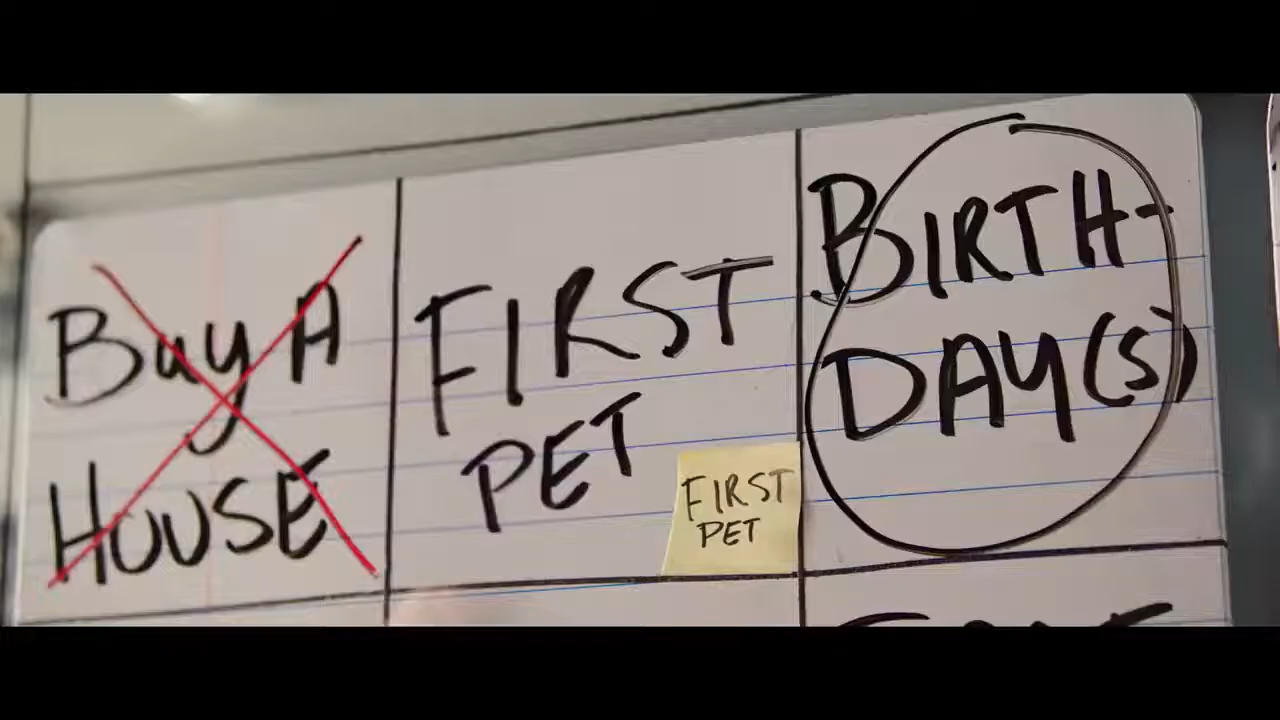 Buy A
HOUSE
FIRST
PET
FIRST
PET
BIRTH-
DAY(S)